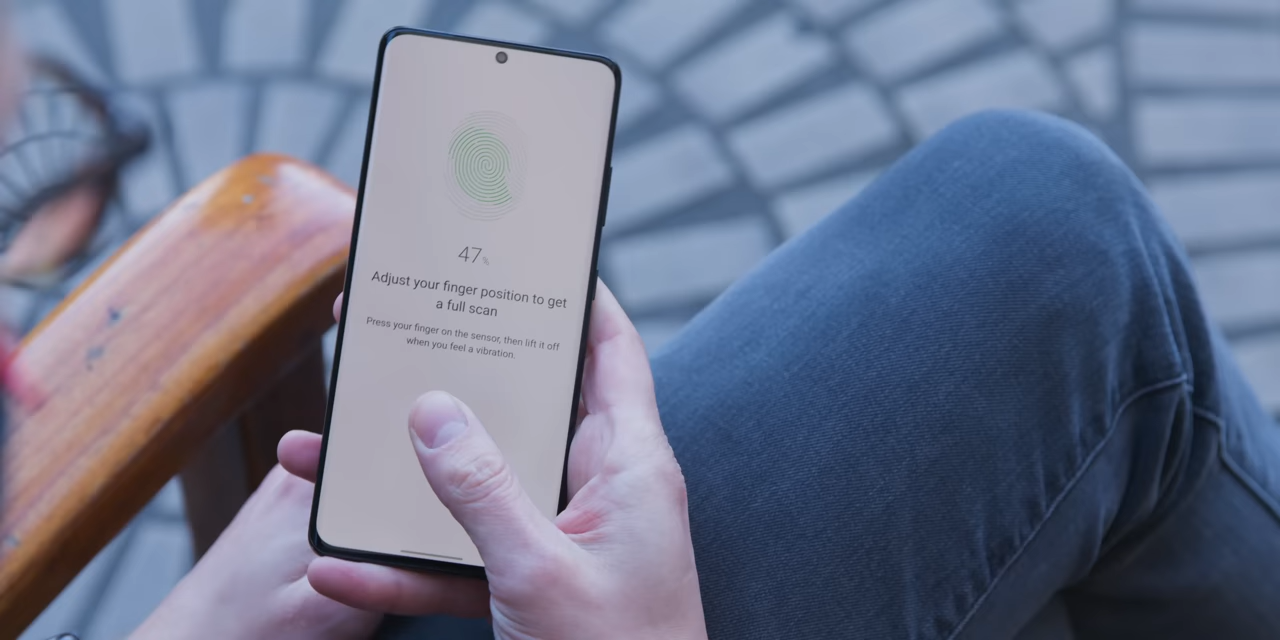 47%
Adjust your finger position to get
a full scan
Press your finger on the sensor, then lift it off
when you feel a vibration.